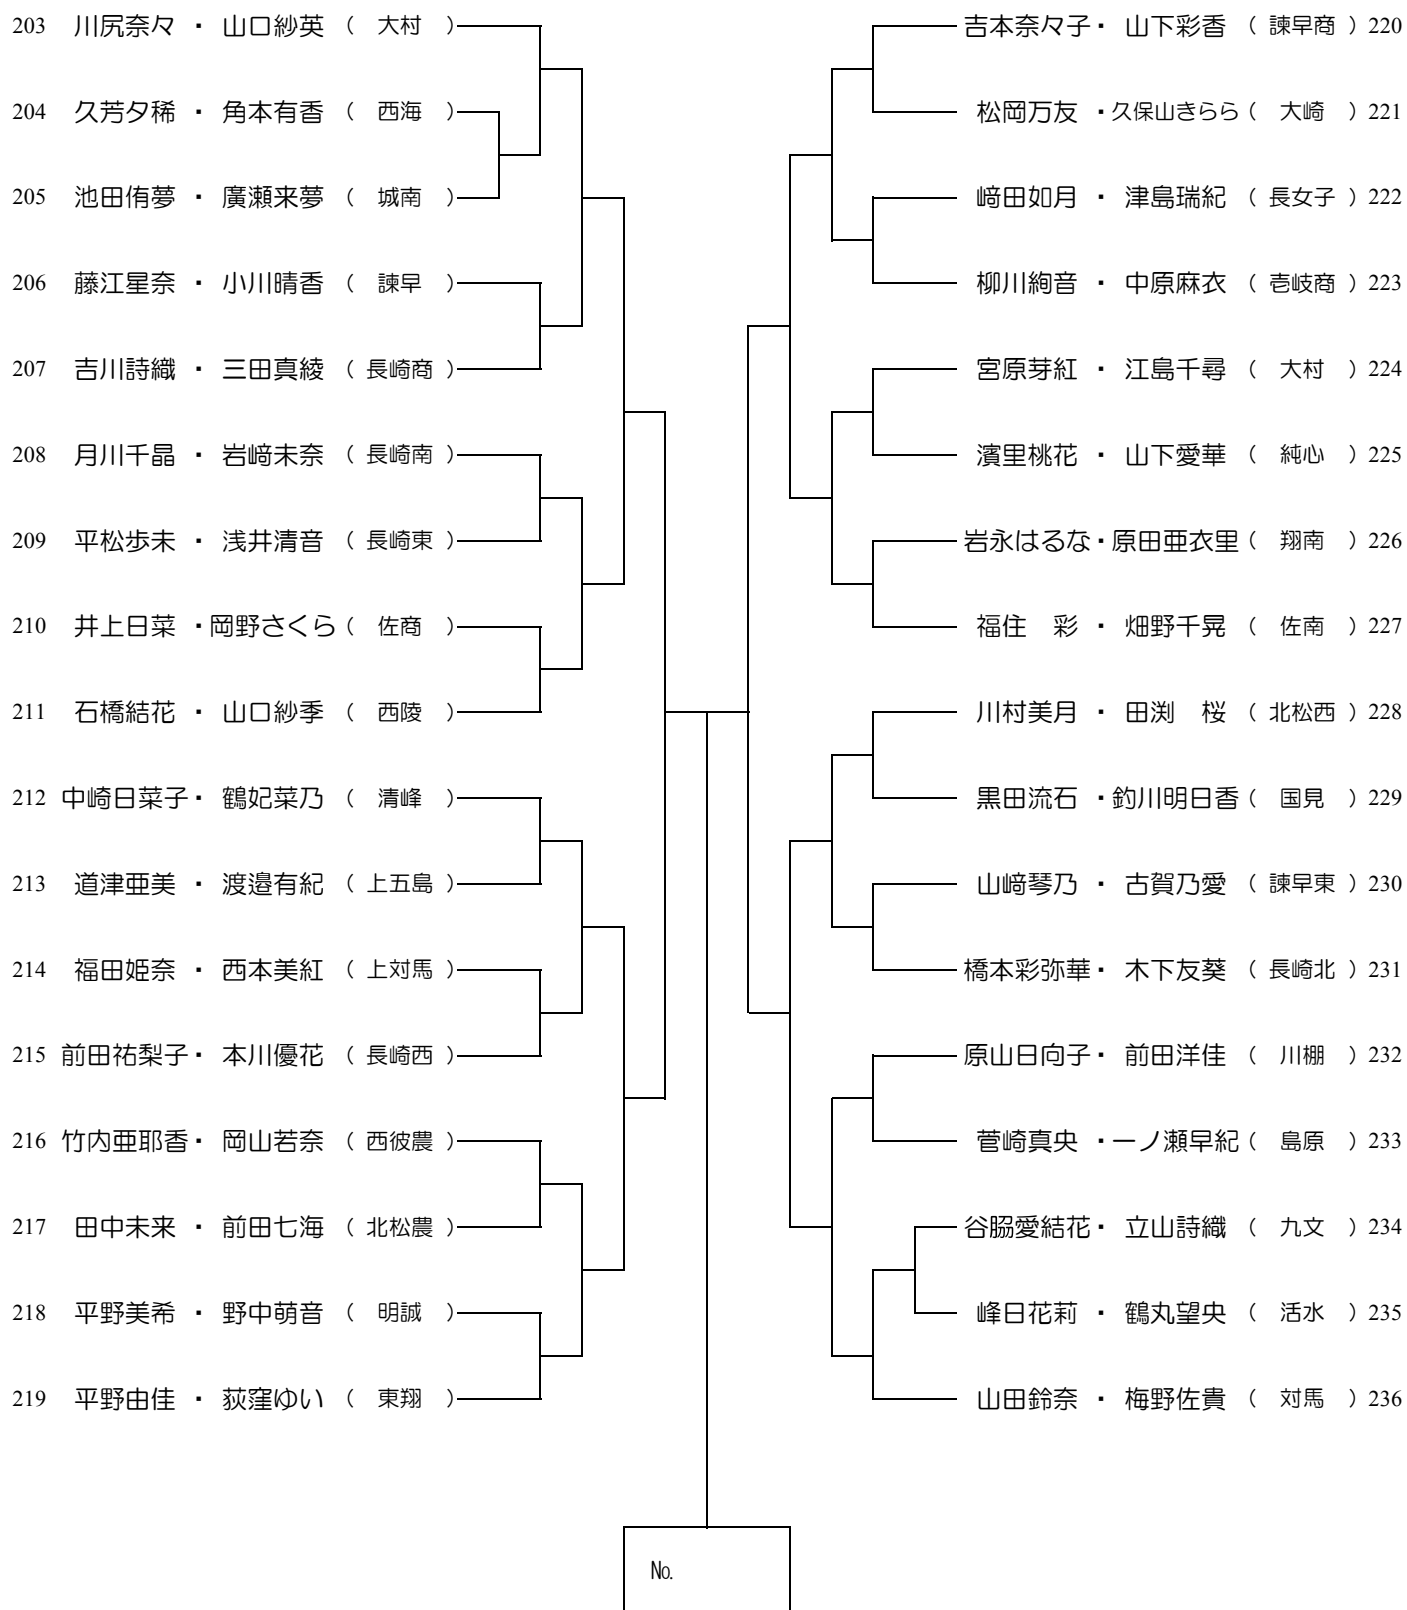 203 川尻奈々 ・ 山口紗英 （ 大村 ）
204 久芳夕稀 ・ 角本有香 （ 西海 ）
205 池田侑夢 ・ 廣瀬来夢 （ 城南 ）
206 藤江星奈 ・ 小川晴香 （ 諫早 ）
207 吉川詩織 ・ 三田真綾 （ 長崎商 ）
208 月川千晶 ・ 岩﨑未奈 （ 長崎南 ）
209 平松歩未 ・ 浅井清音 （ 長崎東 ）
210 井上日菜 ・岡野さくら（ 佐商 ）
211 石橋結花 ・ 山口紗季 （ 西陵 ）
212 中崎日菜子・ 鶴妃菜乃 （ 清峰 ）
213 道津亜美 ・ 渡邉有紀 （ 上五島 ）
214 福田姫奈 ・ 西本美紅 （ 上対馬 ）
215 前田祐梨子・ 本川優花 （ 長崎西 ）
216 竹内亜耶香・ 岡山若奈 （ 西彼農 ）
217 田中未来 ・ 前田七海 （ 北松農 ）
218 平野美希 ・ 野中萌音 （ 明誠 ）
219 平野由佳 ・ 荻窪ゆい （ 東翔 ）
吉本奈々子・ 山下彩香 （ 諫早商 ）220
松岡万友 ・久保山きらら（ 大崎 ）221
﨑田如月 ・ 津島瑞紀 （ 長女子 ）222
柳川絢音 ・ 中原麻衣 （ 壱岐商 ）223
宮原芽紅 ・ 江島千尋 （ 大村 ）224
濱里桃花 ・ 山下愛華 （ 純心 ）225
岩永はるな・原田亜衣里（ 翔南 ）226
福住　彩 ・ 畑野千晃 （ 佐南 ）227
川村美月 ・ 田渕　桜 （ 北松西 ）228
黒田流石 ・釣川明日香（ 国見 ）229
山﨑琴乃 ・ 古賀乃愛 （ 諫早東 ）230
橋本彩弥華・ 木下友葵 （ 長崎北 ）231
原山日向子・ 前田洋佳 （ 川棚 ）232
菅崎真央 ・一ノ瀬早紀（ 島原 ）233
谷脇愛結花・ 立山詩織 （ 九文 ）234
峰日花莉 ・ 鶴丸望央 （ 活水 ）235
山田鈴奈 ・ 梅野佐貴 （ 対馬 ）236
№